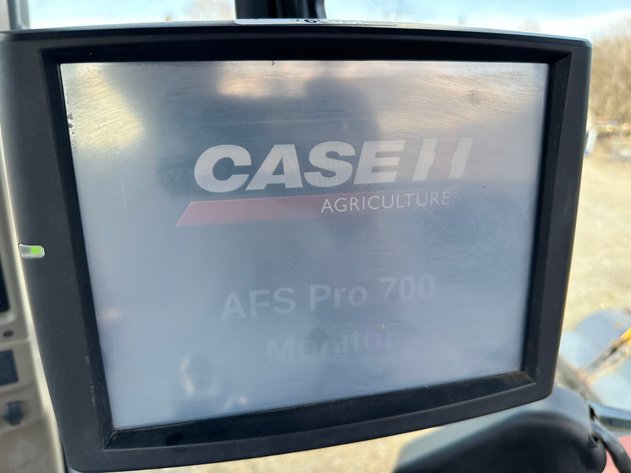 CASE IH
AGRICULTURE
AFS Pro 700
Monitor